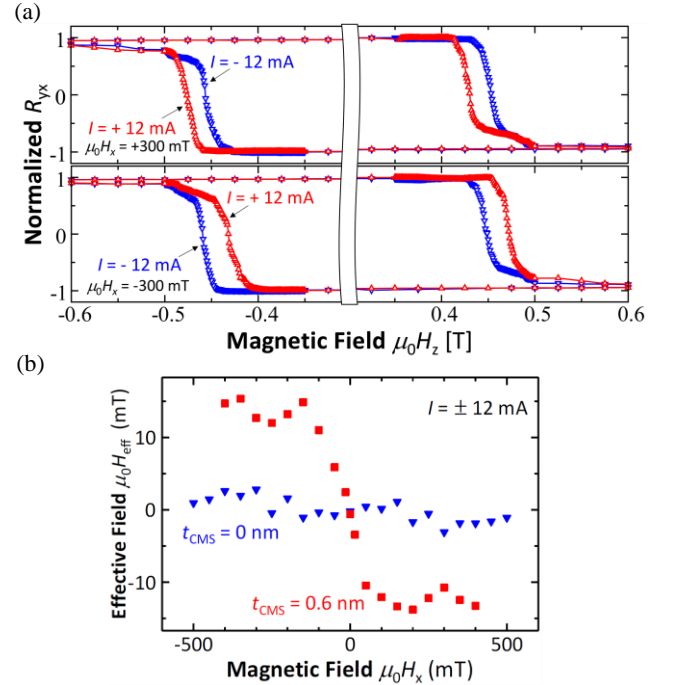 (a)
1
0
-1
I = - 12 mA
I = + 12 mA
μ0Hx = +300 mT
1
0
-1
I = + 12 mA
I = - 12 mA
μ0Hx = -300 mT
Normalized Ryx
-0.6 -0.5 -0.4 0.4 0.5 0.6
Magnetic Field μ0Hz [T]
(b)
I = ± 12 mA
10
0
-10
Effective Field μ0Heff (mT)
tCMS = 0 nm
tCMS = 0.6 nm
-500 0 500
Magnetic Field μ0Hx (mT)